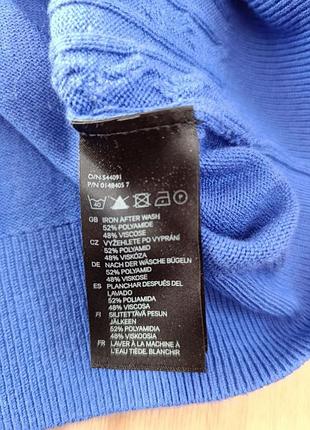 O/N 544091
P/N 0148405 7
GB IRON AFTER WASH
52% POLYAMIDE
48% VISCOSE
CZ VYŽEHLETE PO VYPRÁNÍ
52% POLYAMID
48% VISKÓZA
DE NACH DER WÄSCHE BÜGELN
52% POLYAMID
48% VISKOSE
ES PLANCHAR DESPUÉS DEL
LAVADO
52% POLIAMIDA
48% VISCOSA
FI SILITETTÄVÄ PESUN
JÄLKEEN
52% POLYAMIDIA
48% VISKOOSIA
FR LAVER À LA MACHINE À
L'EAU TIÈDE. BLANCHIMENT